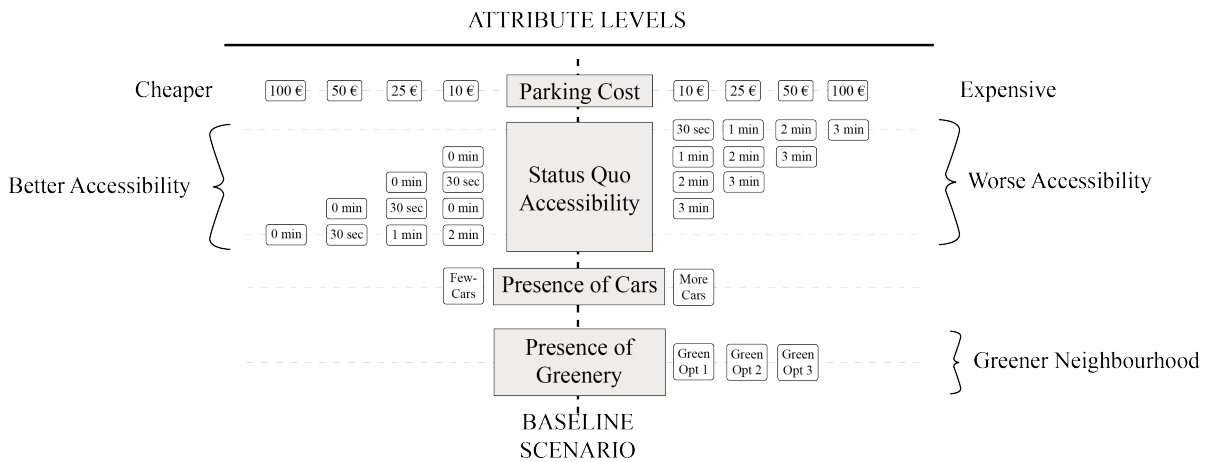 ATTRIBUTE LEVELS
Cheaper 100 € 50 € 25 € 10 € Parking Cost 10 € 25 € 50 € 100 € Expensive
30 sec 1 min 2 min 3 min
0 min 1 min 2 min 3 min
Better Accessibility 0 min 30 sec Status Quo 2 min 3 min Worse Accessibility
0 min 30 sec 0 min Accessibility 3 min
0 min 30 sec 1 min 2 min
Few-
Cars
Presence of Cars
More
Cars
Presence of
Greenery
Green
Opt 1
Green
Opt 2
Green
Opt 3
Greener Neighbourhood
BASELINE
SCENARIO